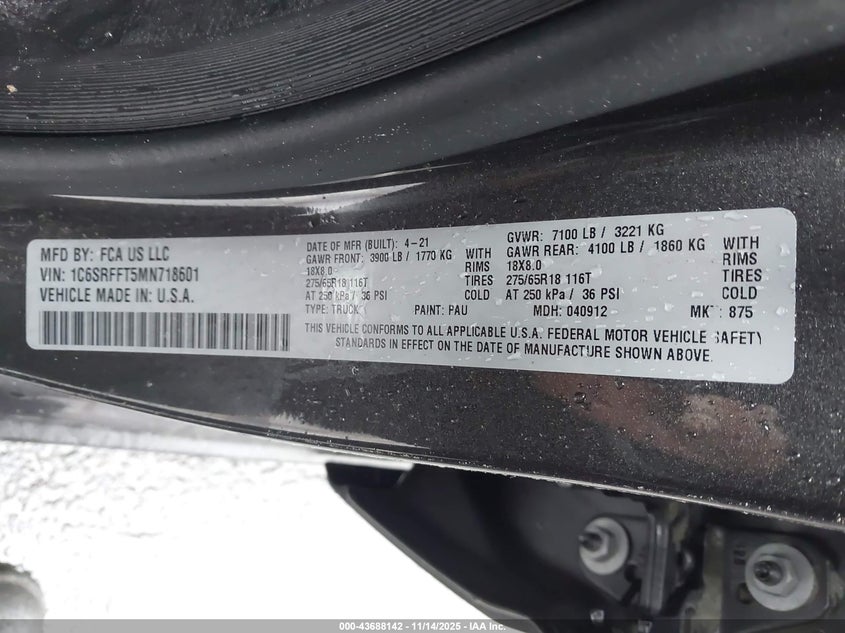 MFD BY: FCA US LLC
VIN: 1C6SRFFT5MN718601
VEHICLE MADE IN U.S.A.
DATE OF MFR (BUILT): 4-21
GAWR FRONT: 3900 LB / 1770 KG WITH
18X8.0 RIMS
275/65R18 116T TIRES
AT 250 kPa / 36 PSI COLD
TYPE: TRUCK PAINT: PAU
GVWR: 7100 LB / 3221 KG
GAWR REAR: 4100 LB / 1860 KG WITH
18X8.0 RIMS
275/65R18 116T TIRES
AT 250 kPa / 36 PSI COLD
MDH: 040912 : 875
THIS VEHICLE CONFORMS TO ALL APPLICABLE U.S.A. FEDERAL MOTOR VEHICLE SAFETY
STANDARDS IN EFFECT ON THE DATE OF MANUFACTURE SHOWN ABOVE.
000-43688142 - 11/14/2025 - IAA Inc.